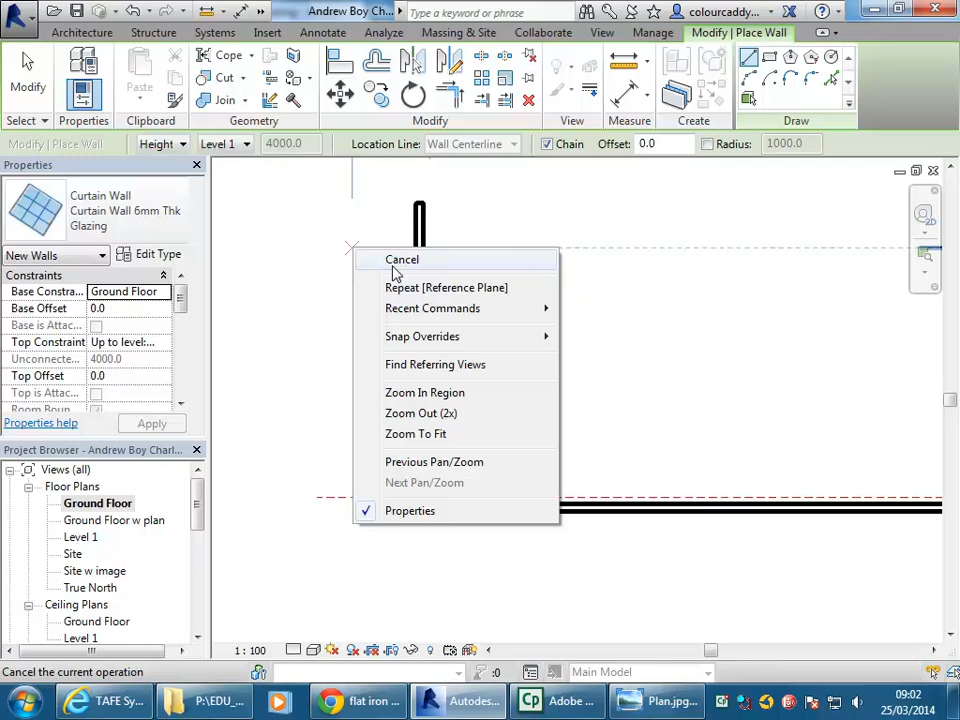 Andrew Boy Ch...
Type a keyword or phrase
colourcaddy...
Architecture Structure Systems Insert Annotate Analyze Massing & Site Collaborate View Manage Modify | Place Wall
Modify
Paste
Cope
Cut
Join
Select Properties Clipboard Geometry Modify View Measure Create Draw
Modify | Place Wall Height Level 1 4000.0 Location Line: Wall Centerline Chain Offset: 0.0 Radius: 1000.0
Properties
Curtain Wall
Curtain Wall 6mm Thk
Glazing
New Walls Edit Type
Constraints
Base Constra... Ground Floor
Base Offset 0.0
Base is Attac...
Top Constraint Up to level:...
Unconnecte... 4000.0
Top Offset 0.0
Top is Attac...
Room Boun...
Properties help Apply
Project Browser - Andrew Boy Charl...
Views (all)
Floor Plans
Ground Floor
Ground Floor w plan
Level 1
Site
Site w image
True North
Ceiling Plans
Ground Floor
Level 1
Cancel
Repeat [Reference Plane]
Recent Commands
Snap Overrides
Find Referring Views
Zoom In Region
Zoom Out (2x)
Zoom To Fit
Previous Pan/Zoom
Next Pan/Zoom
Properties
2D
1 : 100
Cancel the current operation :0 Main Model
TAFE Sy... P:\EDU_... flat iron ... Autodes... Adobe ... Plan.jpg...
09:02
25/03/2014